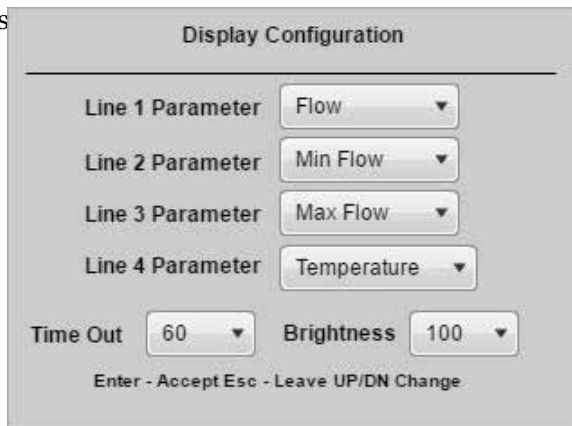 s
Display Configuration
Line 1 Parameter Flow
Line 2 Parameter Min Flow
Line 3 Parameter Max Flow
Line 4 Parameter Temperature
Time Out 60 Brightness 100
Enter - Accept Esc - Leave UP/DN Change